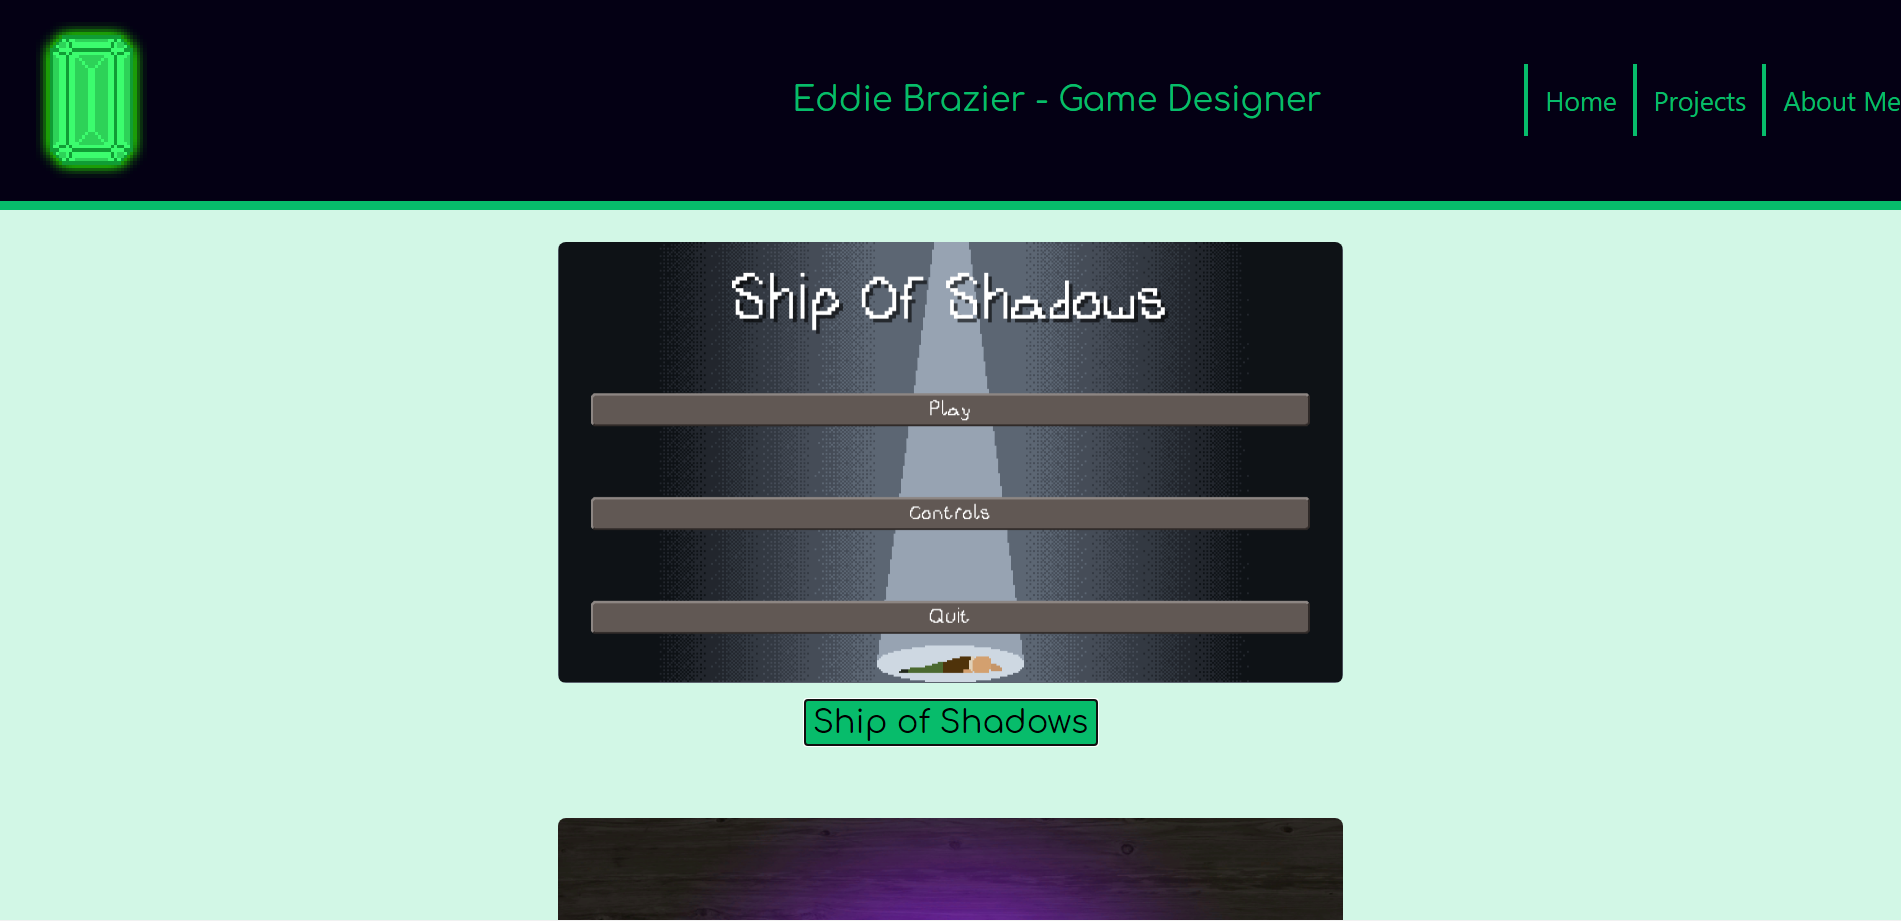 Eddie Brazier - Game Designer
Home
Projects
About Me
Ship Of Shadows
Play
Controls
Quit
Ship of Shadows